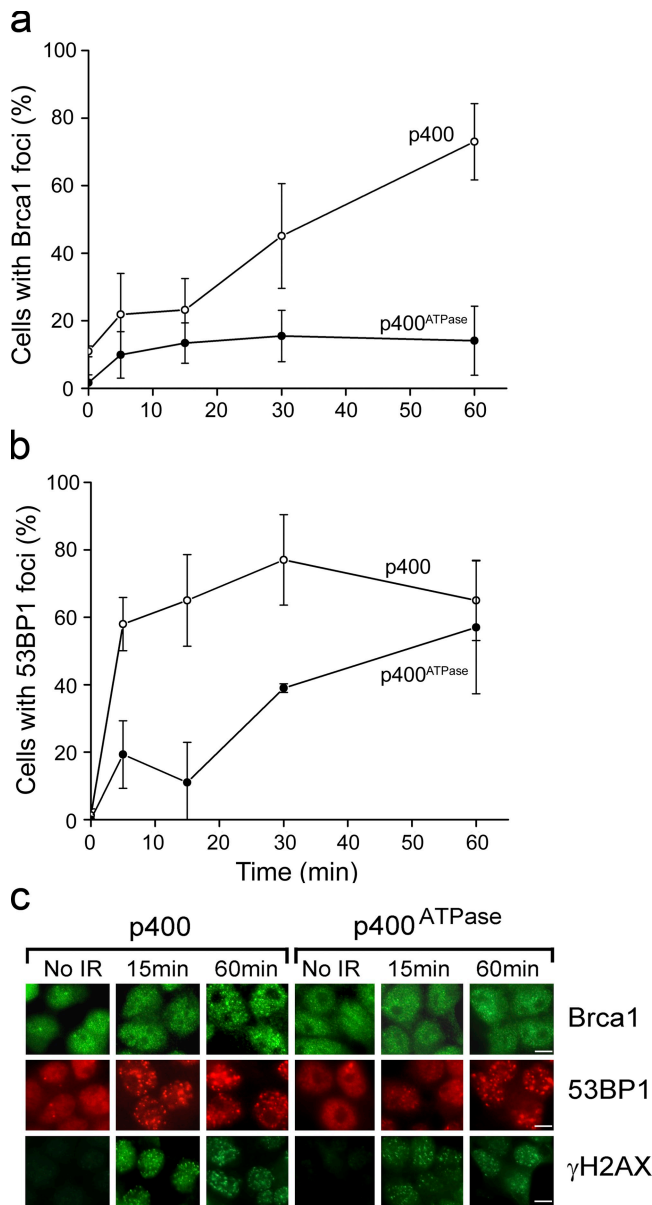 a
100
80
60
40
20
0
Cells with Brca1 foci (%)
p400
p400ATPase
0 10 20 30 40 50 60
b
100
80
60
40
20
0
Cells with 53BP1 foci (%)
p400
p400ATPase
0 10 20 30 40 50 60
Time (min)
c
p400 p400ATPase
No IR 15min 60min No IR 15min 60min
Brca1
53BP1
γH2AX